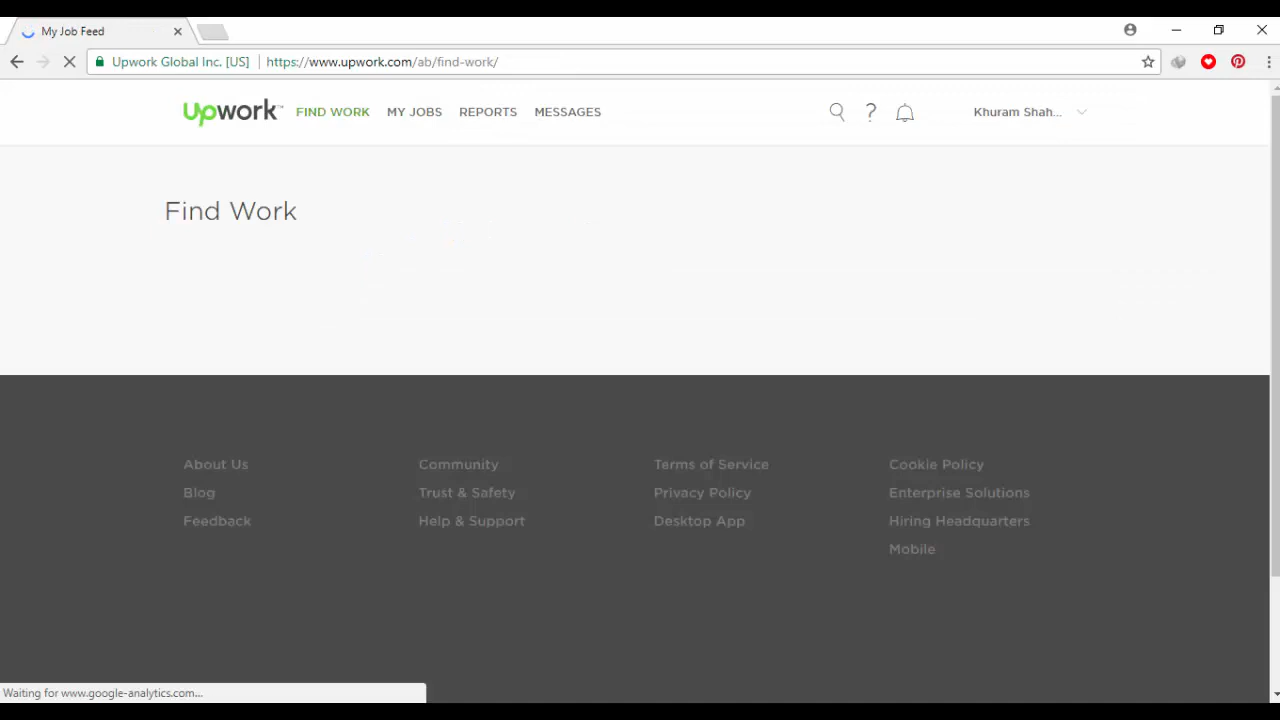 My Job Feed
Upwork Global Inc. [US] https://www.upwork.com/ab/find-work/
Upwork™ FIND WORK MY JOBS REPORTS MESSAGES ? Khuram Shah...
Find Work
About Us Community Terms of Service Cookie Policy
Blog Trust & Safety Privacy Policy Enterprise Solutions
Feedback Help & Support Desktop App Hiring Headquarters
Mobile
Waiting for www.google-analytics.com...